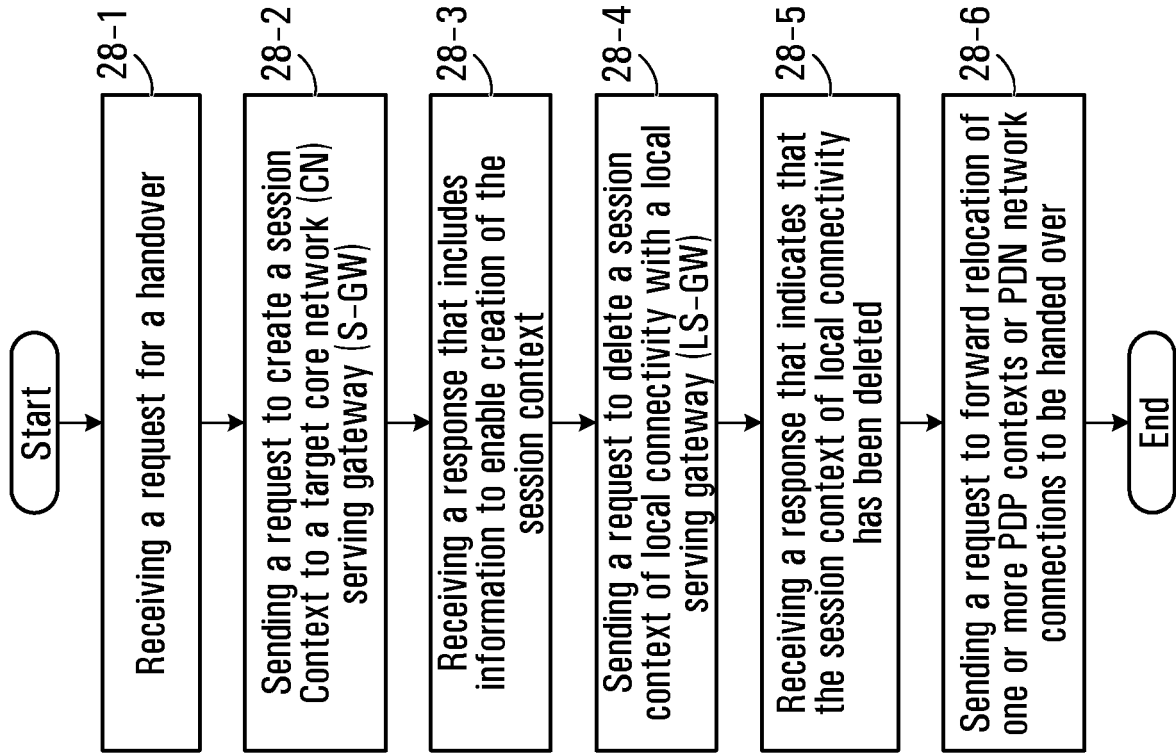 Start
28-1
Receiving a request for a handover
28-2
Sending a request to create a session
Context to a target core network (CN)
serving gateway (S-GW)
28-3
Receiving a response that includes
information to enable creation of the
session context
28-4
Sending a request to delete a session
context of local connectivity with a local
serving gateway (LS-GW)
28-5
Receiving a response that indicates that
the session context of local connectivity
has been deleted
28-6
Sending a request to forward relocation of
one or more PDP contexts or PDN network
connections to be handed over
End